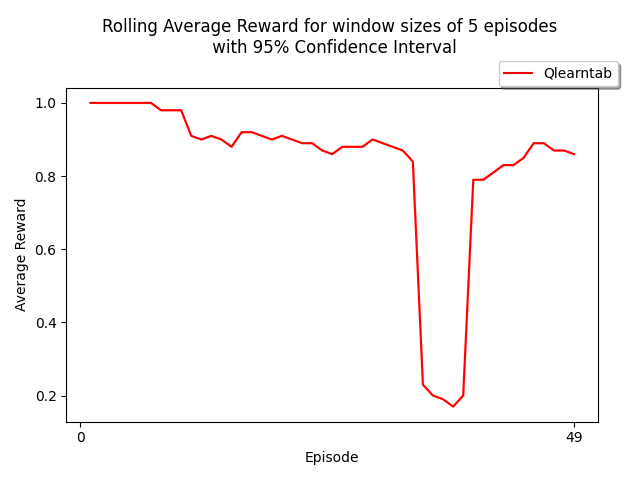 Rolling Average Reward for window sizes of 5 episodes
with 95% Confidence Interval
Qlearntab
1.0
0.8
0.6
0.4
0.2
Average Reward
0
49
Episode